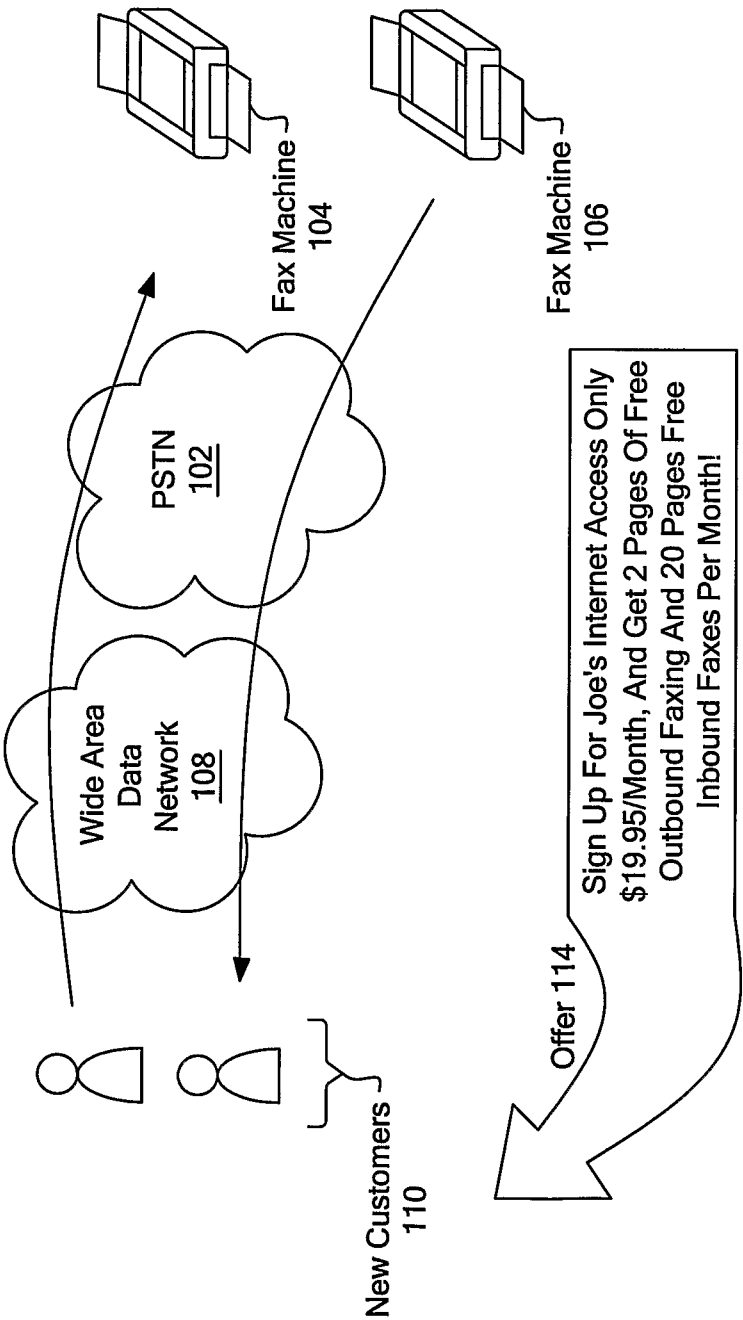 New Customers
110
Wide Area
Data
Network
108
PSTN
102
Fax Machine
104
Fax Machine
106
Offer 114
Sign Up For Joe's Internet Access Only
$19.95/Month, And Get 2 Pages Of Free
Outbound Faxing And 20 Pages Free
Inbound Faxes Per Month!